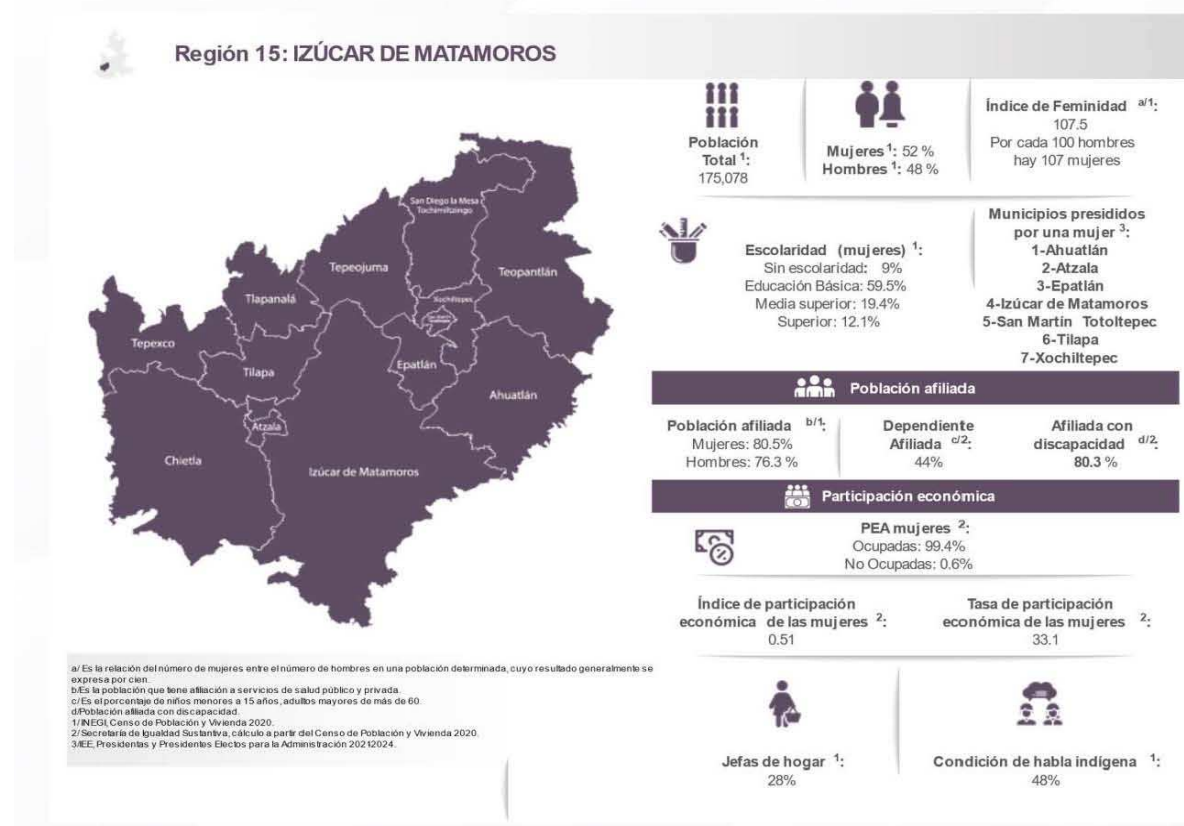 Región 15: IZÚCAR DE MATAMOROS
San Diego la Mesa
Tochimiltzingo
Tepeojuma
Teopantlán
Tlapanalá
Xochiltepec
Tepexco
Tilapa
Epatlán
Ahuatlán
Atzala
Chietla
Izúcar de Matamoros
Población
Total 1:
175,078
Mujeres 1: 52 %
Hombres 1: 48 %
Índice de Feminidad a/1:
107.5
Por cada 100 hombres
hay 107 mujeres
Escolaridad (mujeres) 1:
Sin escolaridad: 9%
Educación Básica: 59.5%
Media superior: 19.4%
Superior: 12.1%
Municipios presididos
por una mujer 3:
1-Ahuatlán
2-Atzala
3-Epatlán
4-Izúcar de Matamoros
5-San Martín Totoltepec
6-Tilapa
7-Xochiltepec
Población afiliada
Población afiliada b/1:
Mujeres: 80.5%
Hombres: 76.3 %
Dependiente
Afiliada c/2:
44%
Afiliada con
discapacidad d/2:
80.3 %
Participación económica
PEA mujeres 2:
Ocupadas: 99.4%
No Ocupadas: 0.6%
Índice de participación
económica de las mujeres 2:
0.51
Tasa de participación
económica de las mujeres 2:
33.1
Jefas de hogar 1:
28%
Condición de habla indígena 1:
48%
a/ Es la relación del número de mujeres entre el número de hombres en una población determinada, cuyo resultado generalmente se
expresa por cien.
b/Es la población que tiene afiliación a servicios de salud público y privada.
c/ Es el porcentaje de niños menores a 15 años, adultos mayores de más de 60.
d/Población afiliada con discapacidad.
1/ INEGI, Censo de Población y Vivienda 2020.
2/ Secretaría de Igualdad Sustantiva, cálculo a partir del Censo de Población y Vivienda 2020.
3/IEE, Presidentas y Presidentes Electos para la Administración 20212024.